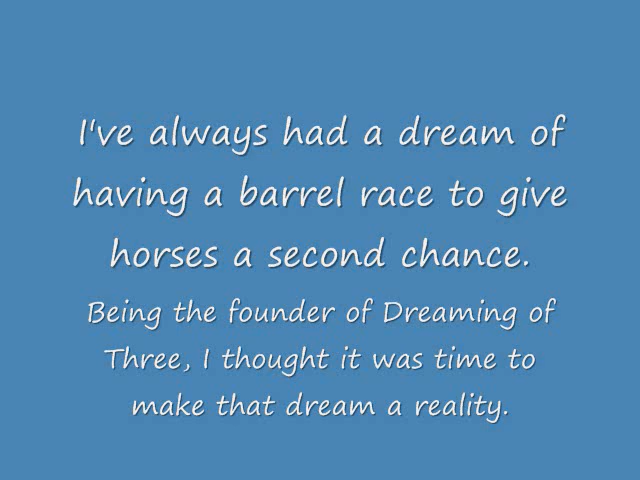 I've always had a dream of
having a barrel race to give
horses a second chance.
Being the founder of Dreaming of
Three, I thought it was time to
make that dream a reality.